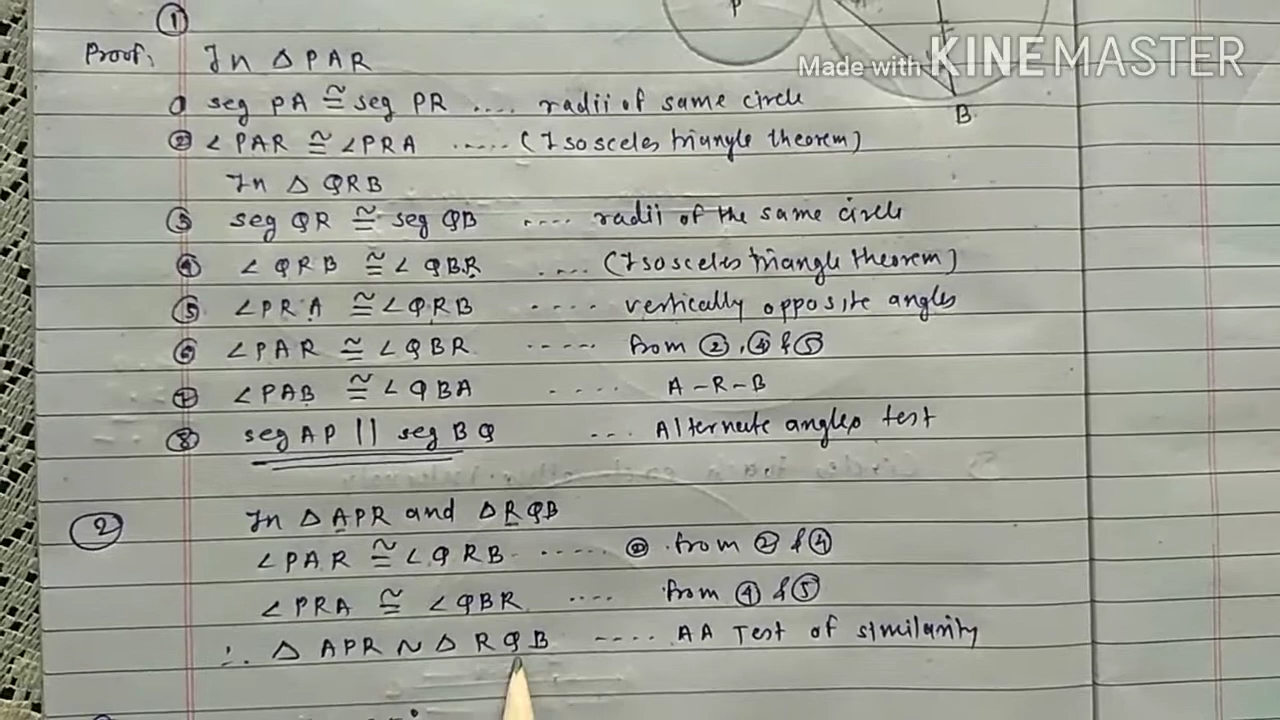 ①
P
Made with KINEMASTER
B
Proof: In △ PAR
① seg PA ≅ seg PR .... radii of same circle
② ∠ PAR ≅ ∠PRA ..... (Isosceles triangle theorem)
In △ QRB
③ seg QR ≅ seg QB .... radii of the same circle
④ ∠ QRB ≅ ∠ QBR .... (Isosceles triangle theorem)
⑤ ∠PRA ≅ ∠QRB .... vertically opposite angles
⑥ ∠PAR ≅ ∠QBR ..... from ②, ④ & ⑤
⑦ ∠PAB ≅ ∠QBA .... A-R-B
⑧ seg AP || seg BQ ... Alternate angles test
② In △ APR and △ RQB
∠PAR ≅ ∠QRB ..... from ② & ④
∠PRA ≅ ∠QBR .... from ④ & ⑤
∴ △ APR ~ △ RQB .... AA Test of similarity